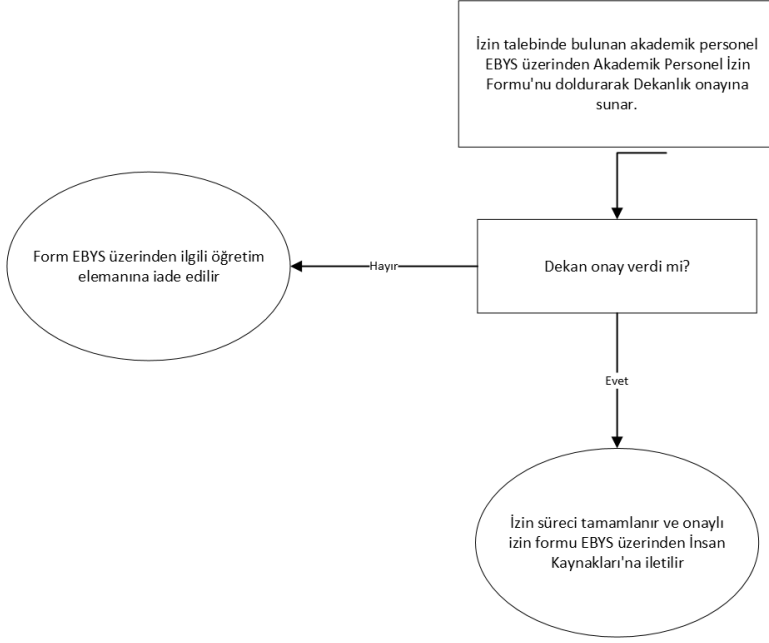 İzin talebinde bulunan akademik personel
EBYS üzerinden Akademik Personel İzin
Formu'nu doldurarak Dekanlık onayına
sunar.
Form EBYS üzerinden ilgili öğretim
elemanına iade edilir
Hayır
Dekan onay verdi mi?
Evet
İzin süreci tamamlanır ve onaylı
izin formu EBYS üzerinden İnsan
Kaynakları'na iletilir